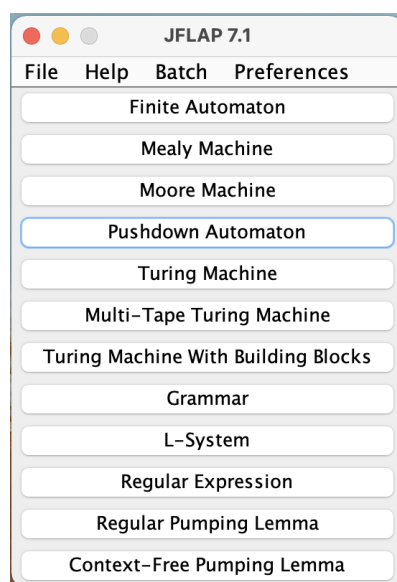 JFLAP 7.1
File Help Batch Preferences
Finite Automaton
Mealy Machine
Moore Machine
Pushdown Automaton
Turing Machine
Multi-Tape Turing Machine
Turing Machine With Building Blocks
Grammar
L-System
Regular Expression
Regular Pumping Lemma
Context-Free Pumping Lemma